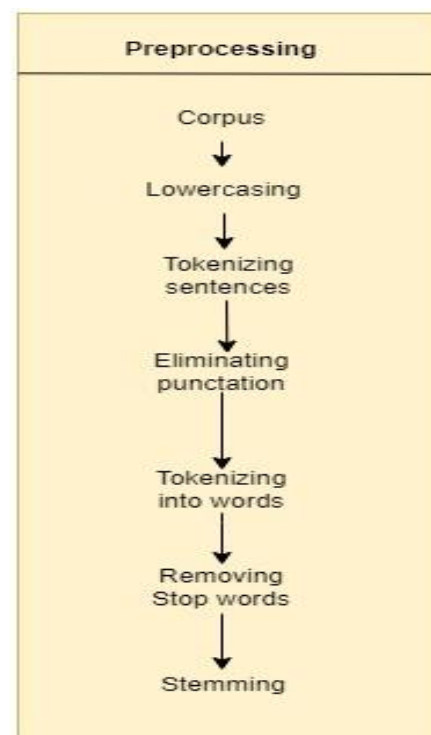 Preprocessing
Corpus
Lowercasing
Tokenizing
sentences
Eliminating
punctation
Tokenizing
into words
Removing
Stop words
Stemming